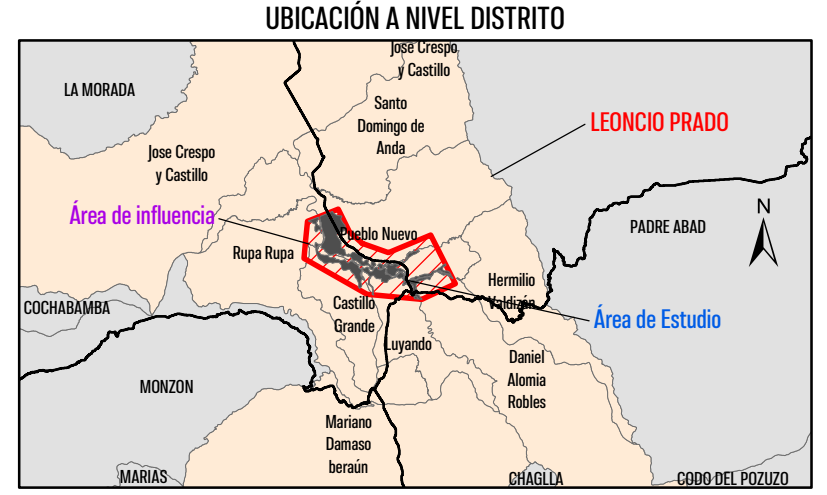 UBICACIÓN A NIVEL DISTRITO
Jose Crespo
y Castillo
LA MORADA
Santo
Domingo de
Anda
LEONCIO PRADO
Jose Crespo
y Castillo
Área de influencia
Pueblo Nuevo
PADRE ABAD
N
Rupa Rupa
Hermilio
Valdizán
COCHABAMBA
Castillo
Grande
Área de Estudio
Luyando
Daniel
Alomia
Robles
MONZON
Mariano
Damaso
beraún
MARIAS
CHAGLLA
CODO DEL POZUZO